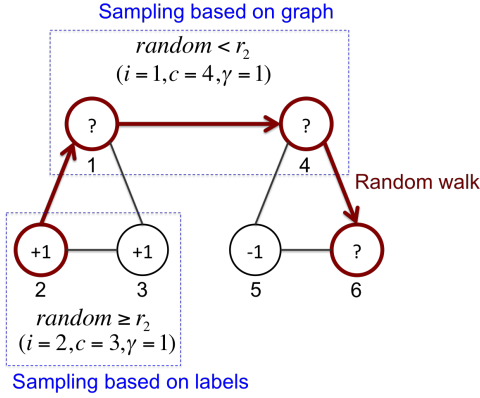 Sampling based on graph
random < r₂
(i = 1, c = 4, γ = 1)
? ?
1 4
Random walk
+1 +1 -1 ?
2 3 5 6
random ≥ r₂
(i = 2, c = 3, γ = 1)
Sampling based on labels